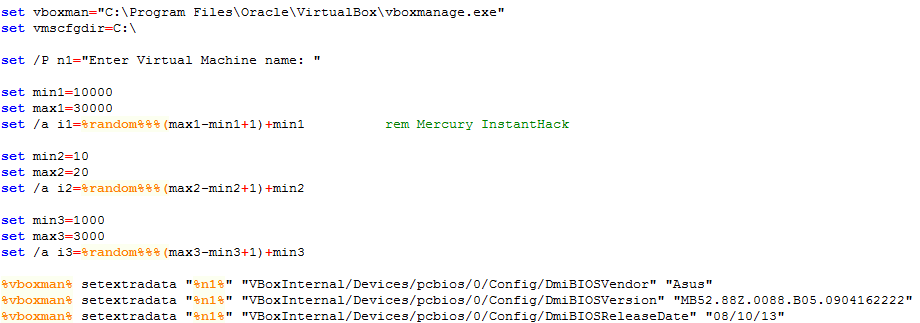 set vboxman="C:\Program Files\Oracle\VirtualBox\vboxmanage.exe"
set vmscfgdir=C:\
set /P n1="Enter Virtual Machine name: "
set min1=10000
set max1=30000
set /a i1=%random%%%(max1-min1+1)+min1 rem Mercury InstantHack
set min2=10
set max2=20
set /a i2=%random%%%(max2-min2+1)+min2
set min3=1000
set max3=3000
set /a i3=%random%%%(max3-min3+1)+min3
%vboxman% setextradata "%n1%" "VBoxInternal/Devices/pcbios/0/Config/DmiBIOSVendor" "Asus"
%vboxman% setextradata "%n1%" "VBoxInternal/Devices/pcbios/0/Config/DmiBIOSVersion" "MB52.88Z.0088.B05.0904162222"
%vboxman% setextradata "%n1%" "VBoxInternal/Devices/pcbios/0/Config/DmiBIOSReleaseDate" "08/10/13"